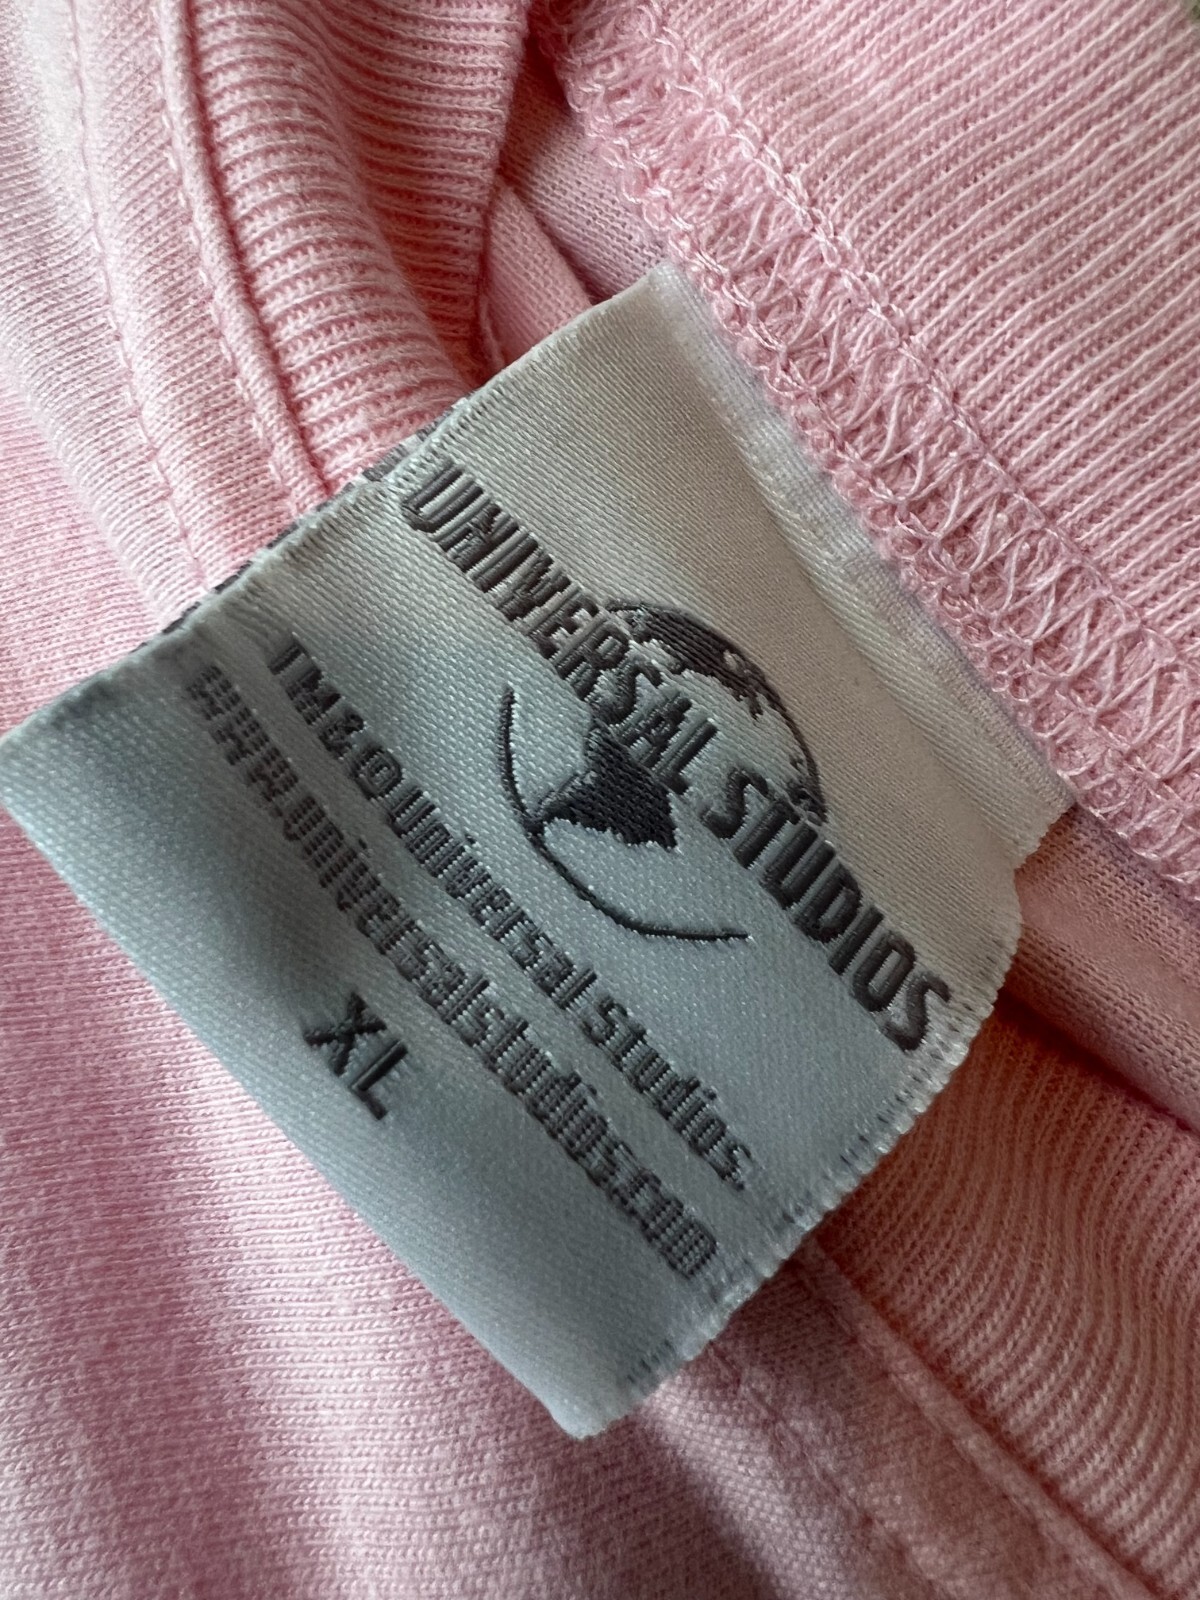 UNIVERSAL STUDIOS
TM & © Universal Studios.
www.universalstudios.com
XL